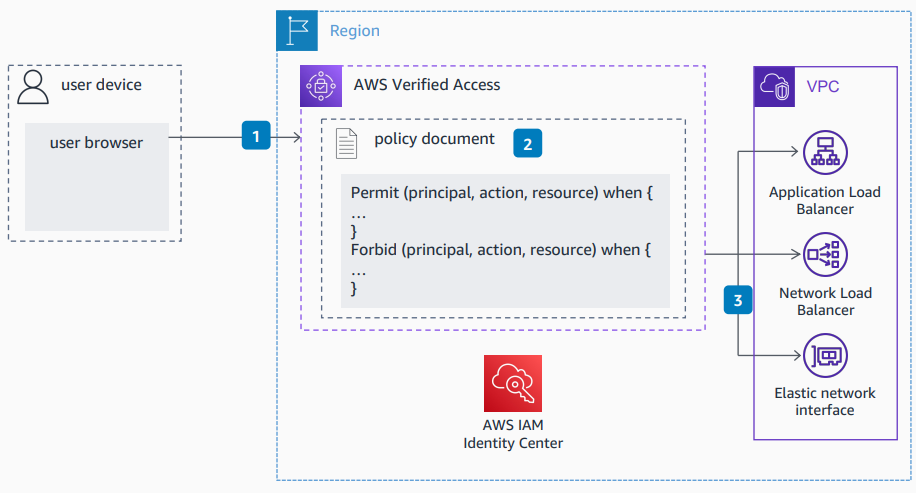 Region
user device
user browser
1
AWS Verified Access
policy document
2
Permit (principal, action, resource) when {
...
}
Forbid (principal, action, resource) when {
...
}
AWS IAM
Identity Center
3
VPC
Application Load
Balancer
Network Load
Balancer
Elastic network
interface